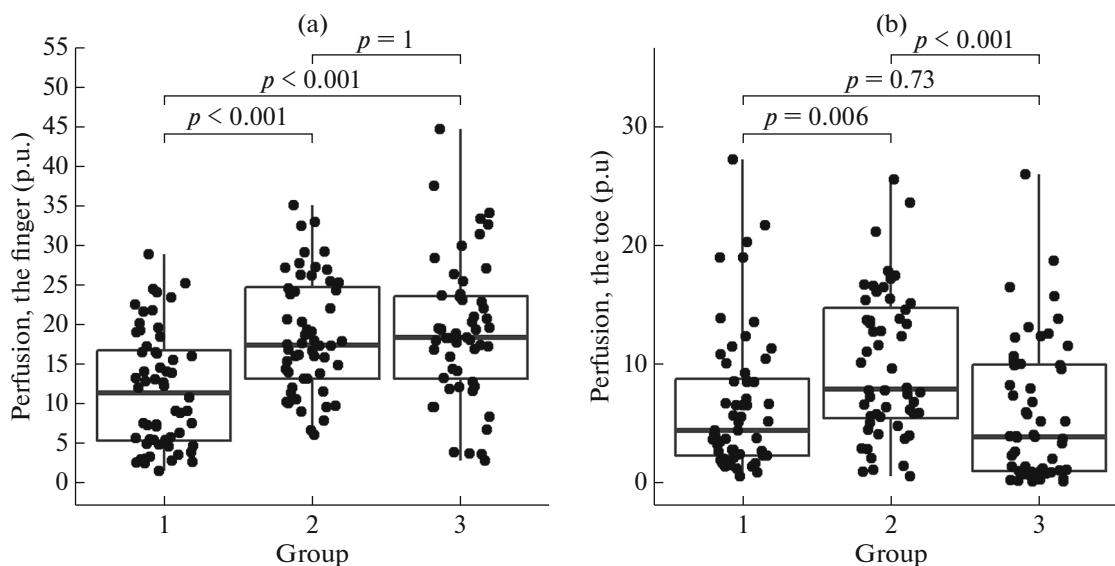 (a)
p = 1
p < 0.001
p < 0.001
Perfusion, the finger (p.u.)
55
50
45
40
35
30
25
20
15
10
5
0
1 2 3
Group
(b)
p < 0.001
p = 0.73
p = 0.006
Perfusion, the toe (p.u)
30
20
10
0
1 2 3
Group